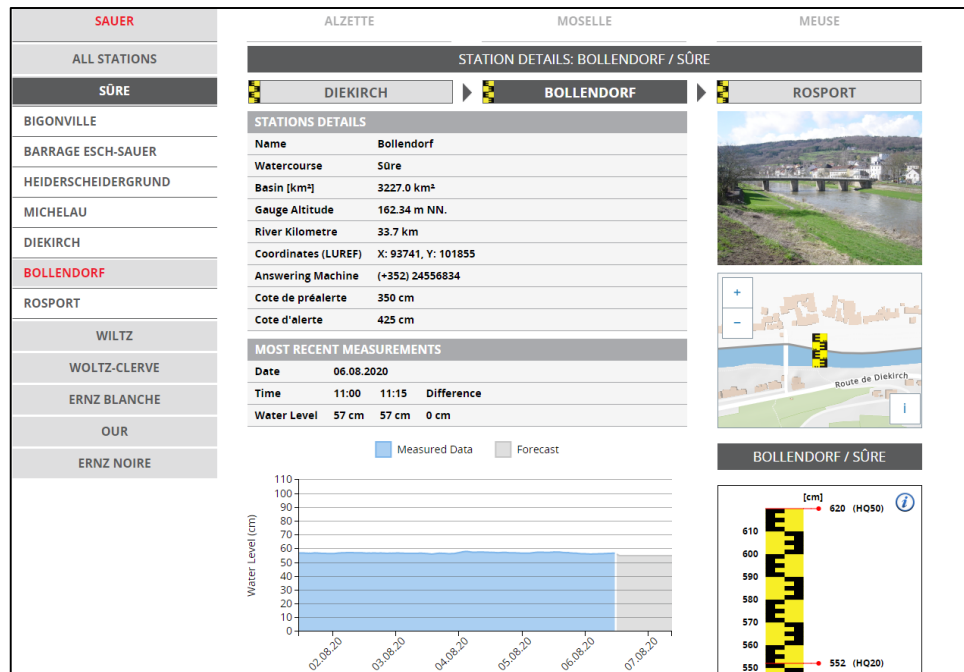 SAUER
ALZETTE
MOSELLE
MEUSE
ALL STATIONS
SÛRE
BIGONVILLE
BARRAGE ESCH-SAUER
HEIDERSCHEIDERGRUND
MICHELAU
DIEKIRCH
BOLLENDORF
ROSPORT
WILTZ
WOLTZ-CLERVE
ERNZ BLANCHE
OUR
ERNZ NOIRE
STATION DETAILS: BOLLENDORF / SÛRE
DIEKIRCH
BOLLENDORF
ROSPORT
STATIONS DETAILS
Name Bollendorf
Watercourse Sûre
Basin [km²] 3227.0 km²
Gauge Altitude 162.34 m NN.
River Kilometre 33.7 km
Coordinates (LUREF) X: 93741, Y: 101855
Answering Machine (+352) 24556834
Cote de préalerte 350 cm
Cote d'alerte 425 cm
MOST RECENT MEASUREMENTS
Date 06.08.2020
Time 11:00 11:15 Difference
Water Level 57 cm 57 cm 0 cm
Measured Data Forecast
Water Level (cm)
110
100
90
80
70
60
50
40
30
20
10
0
02.08.20 03.08.20 04.08.20 05.08.20 06.08.20 07.08.20
+
−
Route de Diekirch
i
BOLLENDORF / SÛRE
[cm]
620 (HQ50)
i
610
600
590
580
570
560
552 (HQ20)
550